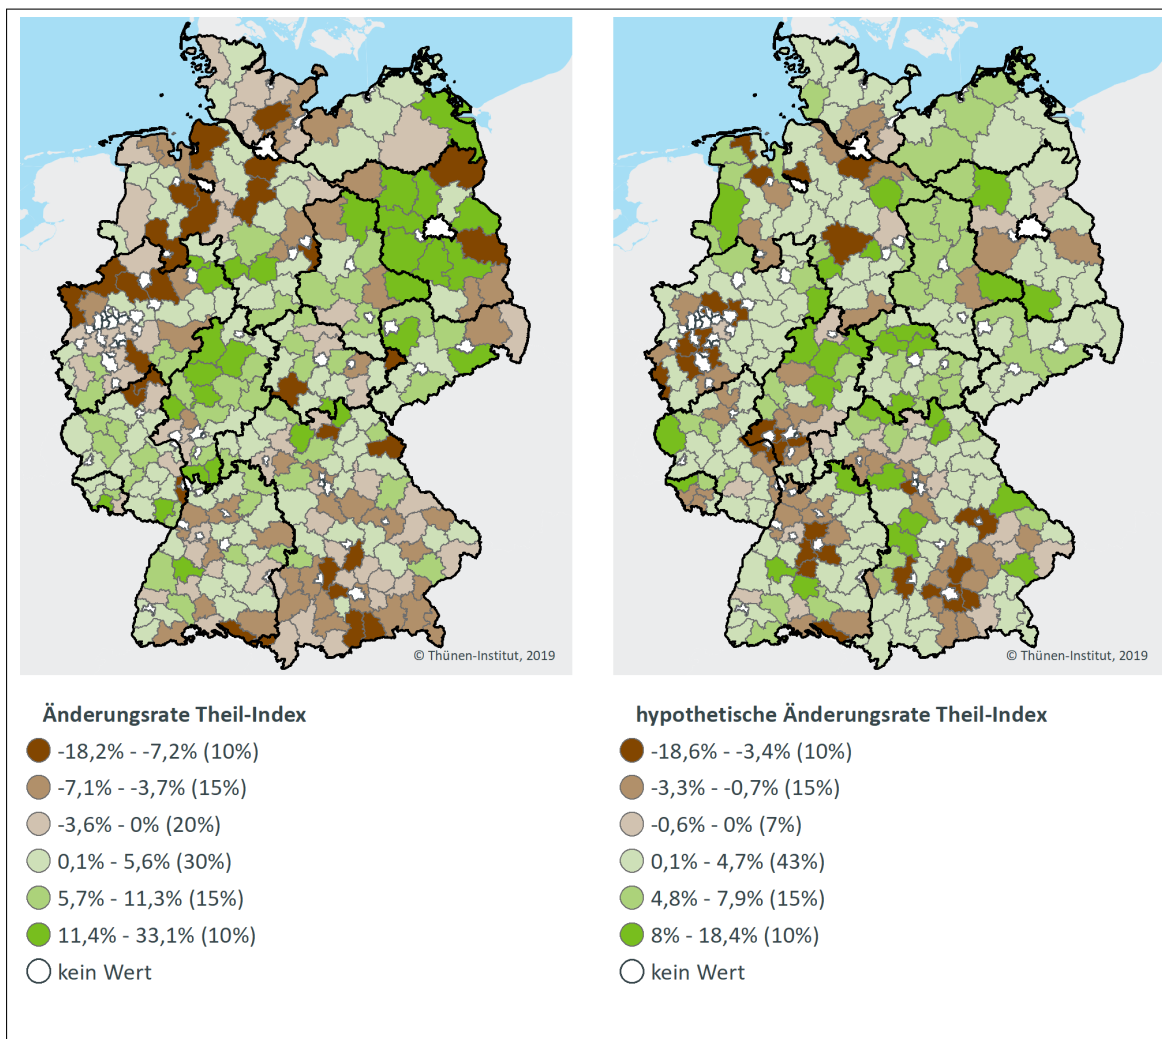 © Thünen-Institut, 2019
© Thünen-Institut, 2019
Änderungsrate Theil-Index
-18,2% - -7,2% (10%)
-7,1% - -3,7% (15%)
-3,6% - 0% (20%)
0,1% - 5,6% (30%)
5,7% - 11,3% (15%)
11,4% - 33,1% (10%)
kein Wert
hypothetische Änderungsrate Theil-Index
-18,6% - -3,4% (10%)
-3,3% - -0,7% (15%)
-0,6% - 0% (7%)
0,1% - 4,7% (43%)
4,8% - 7,9% (15%)
8% - 18,4% (10%)
kein Wert